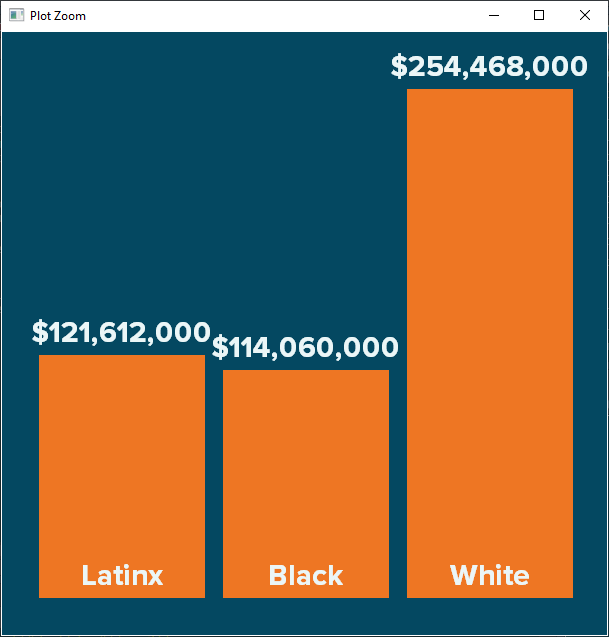 Plot Zoom
$254,468,000
$121,612,000
$114,060,000
Latinx
Black
White